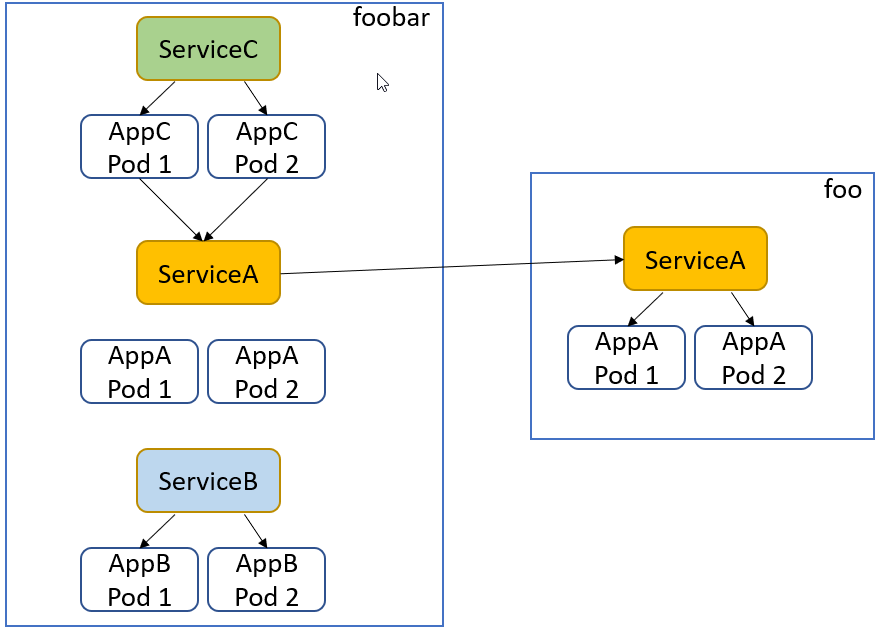 foobar
ServiceC
AppC
Pod 1
AppC
Pod 2
ServiceA
AppA
Pod 1
AppA
Pod 2
ServiceB
AppB
Pod 1
AppB
Pod 2
foo
ServiceA
AppA
Pod 1
AppA
Pod 2